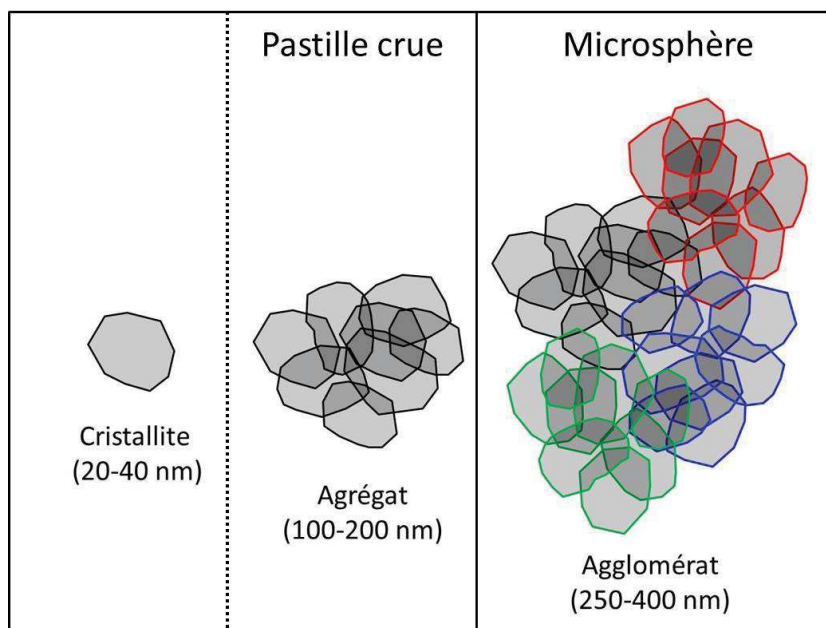 Pastille crue
Microsphère
Cristallite
(20-40 nm)
Agrégat
(100-200 nm)
Agglomérat
(250-400 nm)